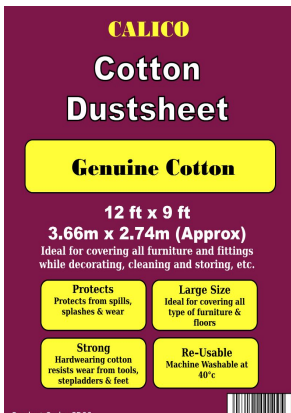 CALICO
Cotton
Dustsheet
Genuine Cotton
12 ft x 9 ft
3.66m x 2.74m (Approx)
Ideal for covering all furniture and fittings
while decorating, cleaning and storing, etc.
Protects
Protects from spills,
splashes & wear
Large Size
Ideal for covering all
type of furniture &
floors
Strong
Hardwearing cotton
resists wear from tools,
stepladders & feet
Re-Usable
Machine Washable at
40°c